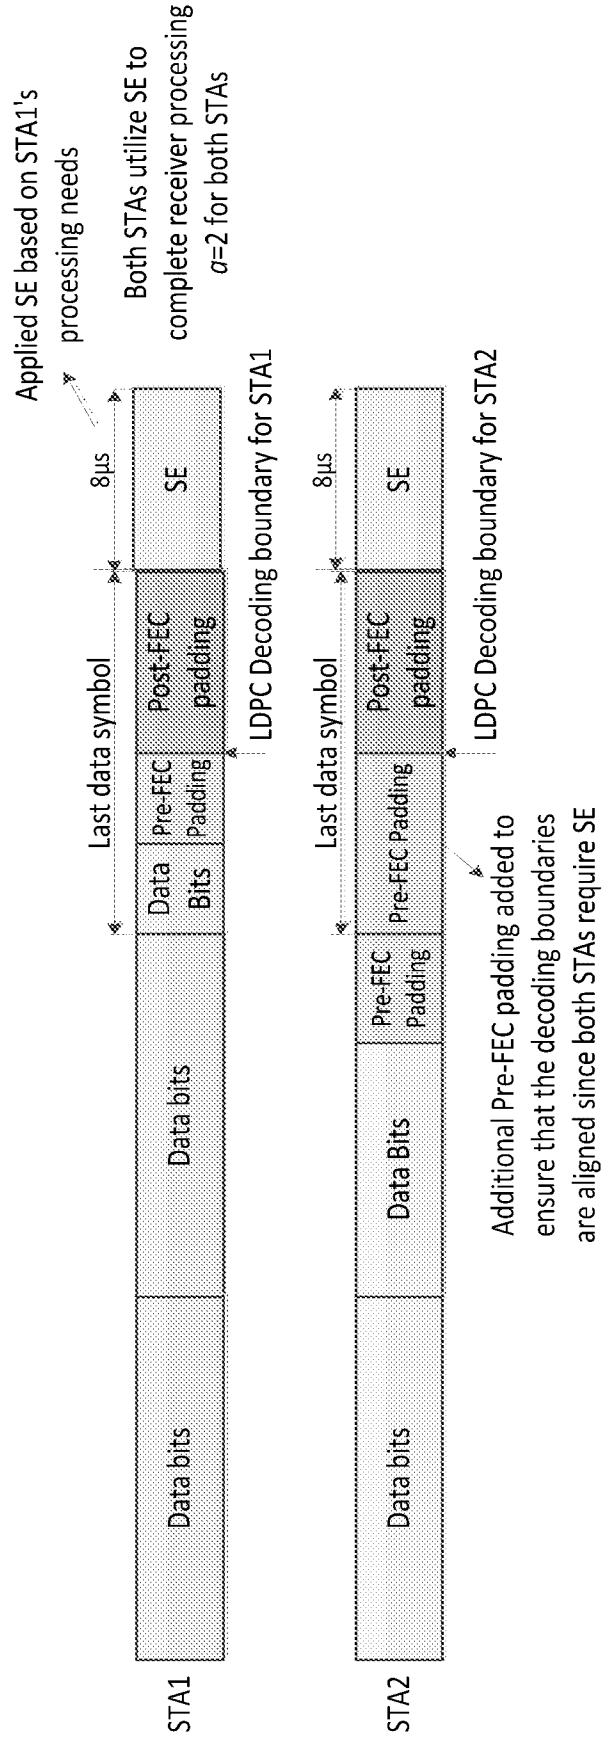 Applied SE based on STA1's
processing needs
Both STAs utilize SE to
complete receiver processing
a=2 for both STAs
Last data symbol
8µs
STA1
Data bits
Data bits
Data
Bits
Pre-FEC
Padding
Post-FEC
padding
SE
LDPC Decoding boundary for STA1
Last data symbol
8µs
STA2
Data bits
Data Bits
Pre-FEC
Padding
Pre-FEC Padding
Post-FEC
padding
SE
LDPC Decoding boundary for STA2
Additional Pre-FEC padding added to
ensure that the decoding boundaries
are aligned since both STAs require SE